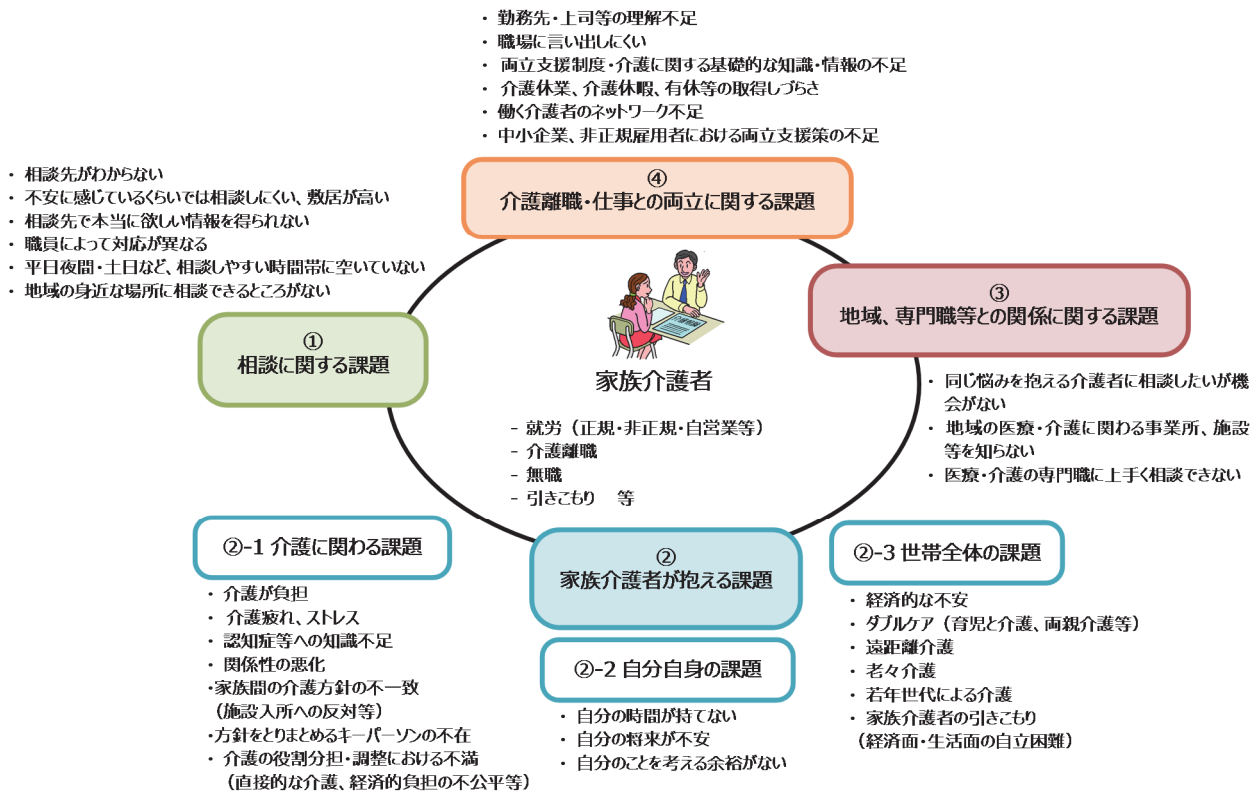 ・ 勤務先・上司等の理解不足
・ 職場に言い出しにくい
・ 両立支援制度・介護に関する基礎的な知識・情報の不足
・ 介護休業、介護休暇、有休等の取得しづらさ
・ 働く介護者のネットワーク不足
・ 中小企業、非正規雇用者における両立支援策の不足
④
介護離職・仕事との両立に関する課題
・ 相談先がわからない
・ 不安に感じているくらいでは相談しにくい、敷居が高い
・ 相談先で本当に欲しい情報を得られない
・ 職員によって対応が異なる
・ 平日夜間・土日など、相談しやすい時間帯に空いていない
・ 地域の身近な場所に相談できるところがない
①
相談に関する課題
③
地域、専門職等との関係に関する課題
・ 同じ悩みを抱える介護者に相談したいが機
会がない
・ 地域の医療・介護に関わる事業所、施設
等を知らない
・ 医療・介護の専門職に上手く相談できない
家族介護者
- 就労（正規・非正規・自営業等）
- 介護離職
- 無職
- 引きこもり 等
②
家族介護者が抱える課題
②-1 介護に関わる課題
・ 介護が負担
・ 介護疲れ、ストレス
・ 認知症等への知識不足
・ 関係性の悪化
・家族間の介護方針の不一致
（施設入所への反対等）
・方針をとりまとめるキーパーソンの不在
・ 介護の役割分担・調整における不満
（直接的な介護、経済的負担の不公平等）
②-2 自分自身の課題
・ 自分の時間が持てない
・ 自分の将来が不安
・ 自分のことを考える余裕がない
②-3 世帯全体の課題
・ 経済的な不安
・ ダブルケア（育児と介護、両親介護等）
・ 遠距離介護
・ 老々介護
・ 若年世代による介護
・ 家族介護者の引きこもり
（経済面・生活面の自立困難）